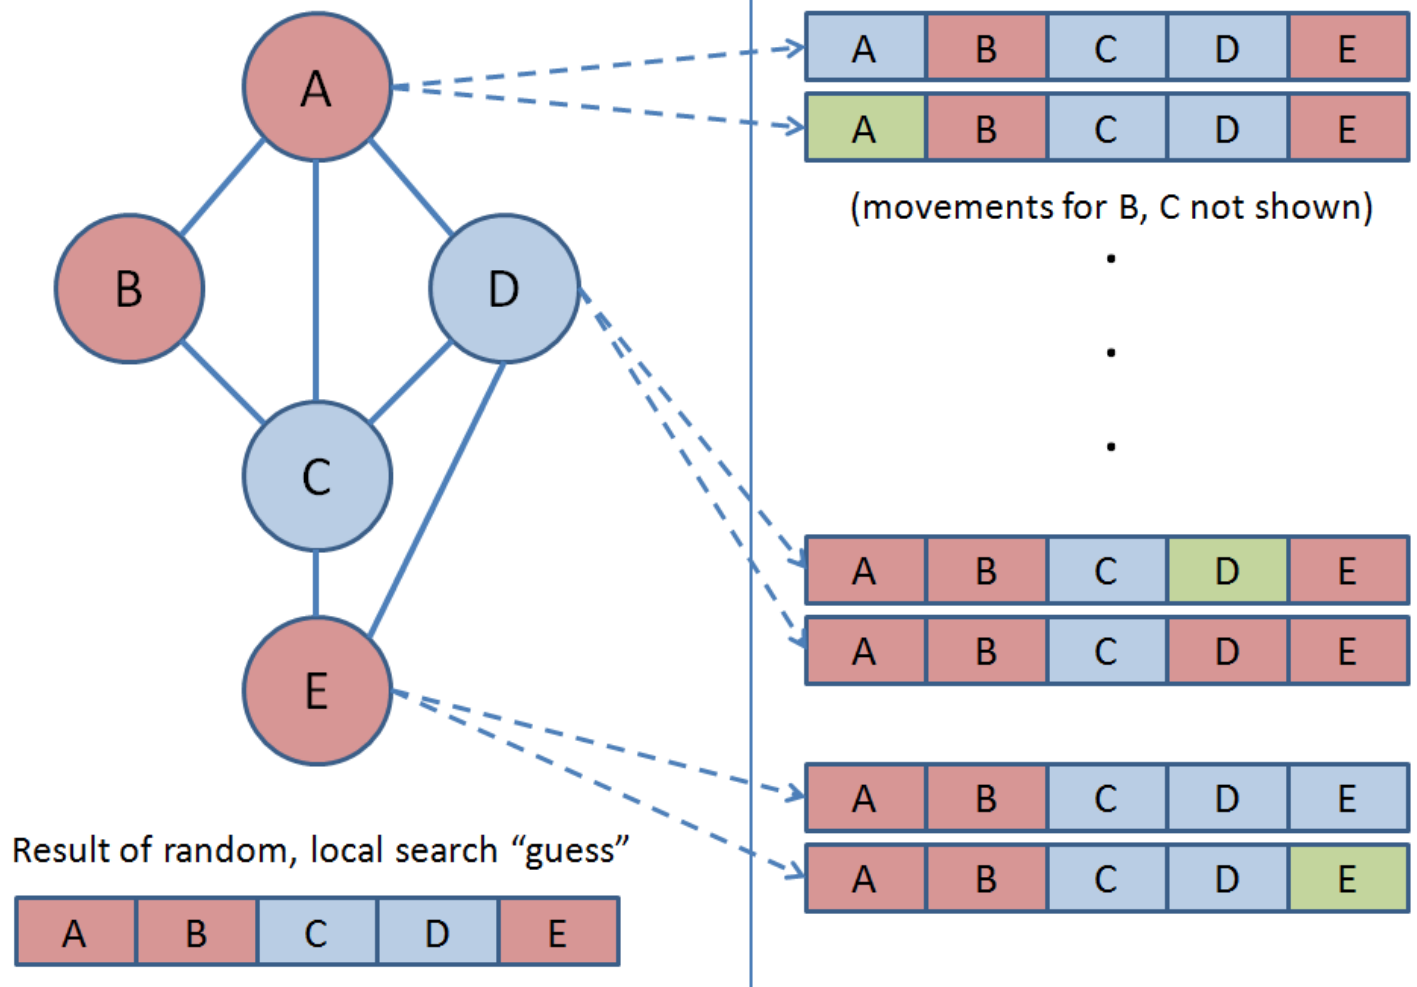 A
B
D
C
E
Result of random, local search “guess”
A B C D E
A B C D E
A B C D E
(movements for B, C not shown)
.
.
.
A B C D E
A B C D E
A B C D E
A B C D E